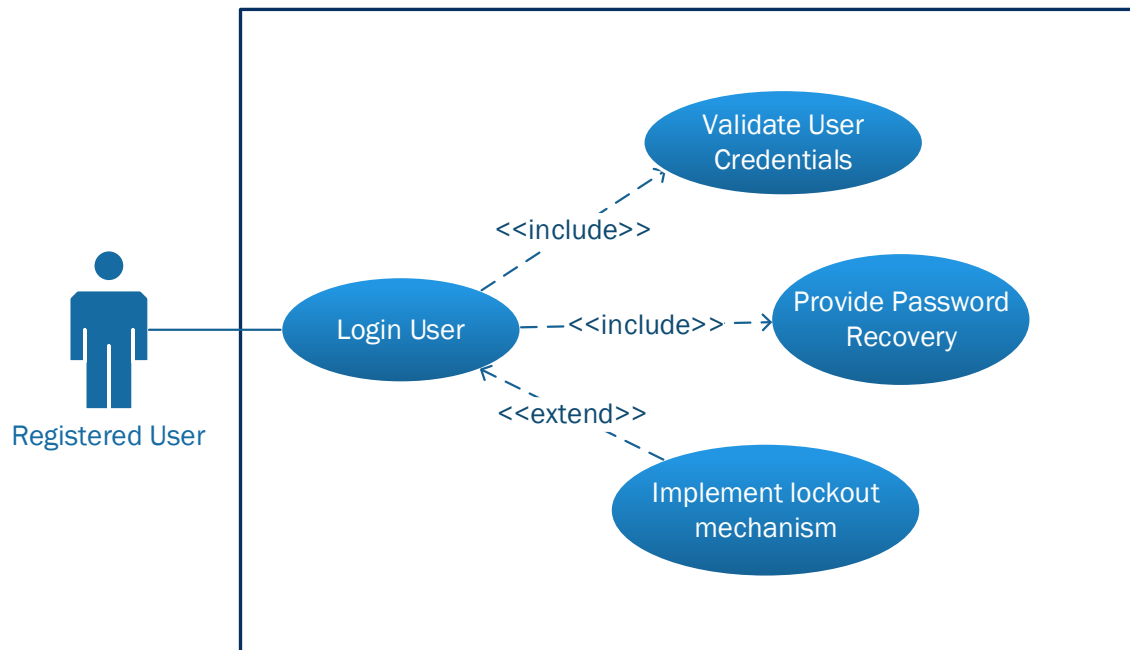 Validate User
Credentials
<<include>>
Provide Password
Recovery
Login User
<<include>>
<<extend>>
Registered User
Implement lockout
mechanism